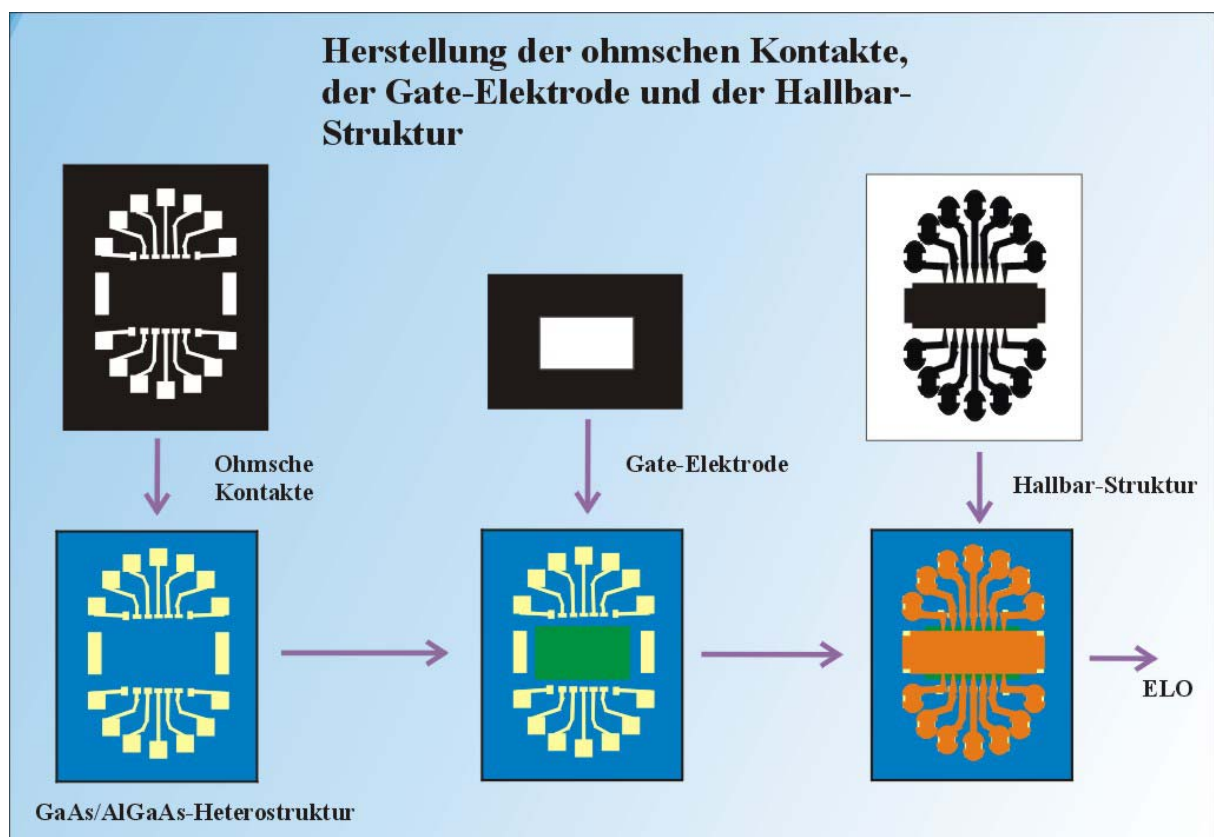 Herstellung der ohmschen Kontakte,
der Gate-Elektrode und der Hallbar-
Struktur
Ohmsche
Kontakte
Gate-Elektrode
Hallbar-Struktur
ELO
GaAs/AlGaAs-Heterostruktur